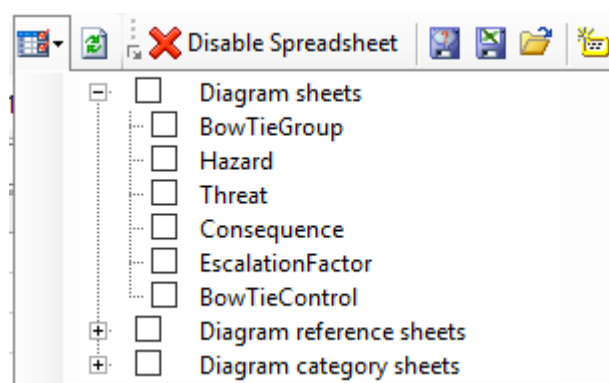 Disable Spreadsheet
Diagram sheets
BowTieGroup
Hazard
Threat
Consequence
EscalationFactor
BowTieControl
Diagram reference sheets
Diagram category sheets